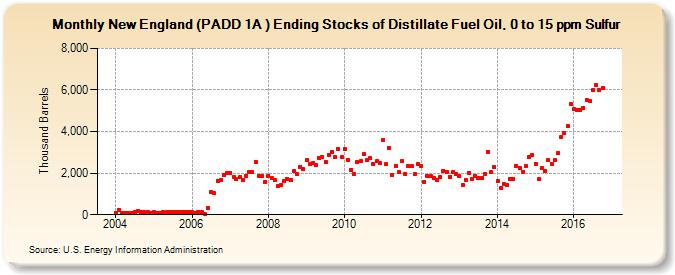 Monthly New England (PADD 1A ) Ending Stocks of Distillate Fuel Oil, 0 to 15 ppm Sulfur
Thousand Barrels
8,000
6,000
4,000
2,000
0
2004 2006 2008 2010 2012 2014 2016
Source: U.S. Energy Information Administration